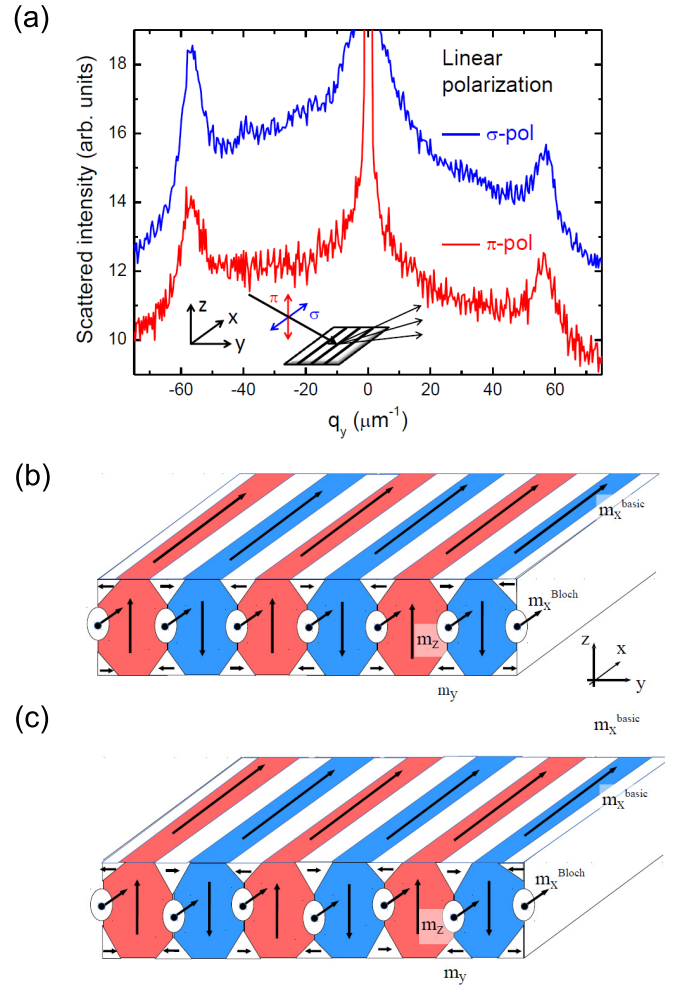 (a)
18
16
14
12
10
Scattered intensity (arb. units)
Linear
polarization
σ-pol
π-pol
π
σ
z
x
y
-60 -40 -20 0 20 40 60
q_y (μm⁻¹)
(b)
m_x^basic
m_x^Bloch
m_z
m_y
z
x
y
m_x^basic
(c)
m_x^basic
m_x^Bloch
m_z
m_y